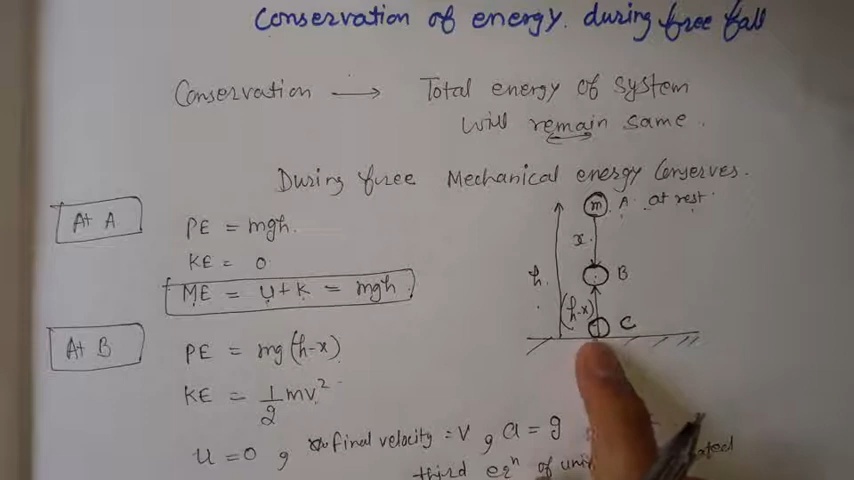 Conservation of energy. during free fall
Conservation → Total energy of system
will remain same.
During free Mechanical energy Conserves.
At A
PE = mgh.
KE = 0
ME = U+K = mgh
m A. at rest.
x
h.
B
(h-x)
C
At B
PE = mg(h-x)
KE = 1/2 mv²
u = 0 , final velocity = v , a = g
third eqⁿ of